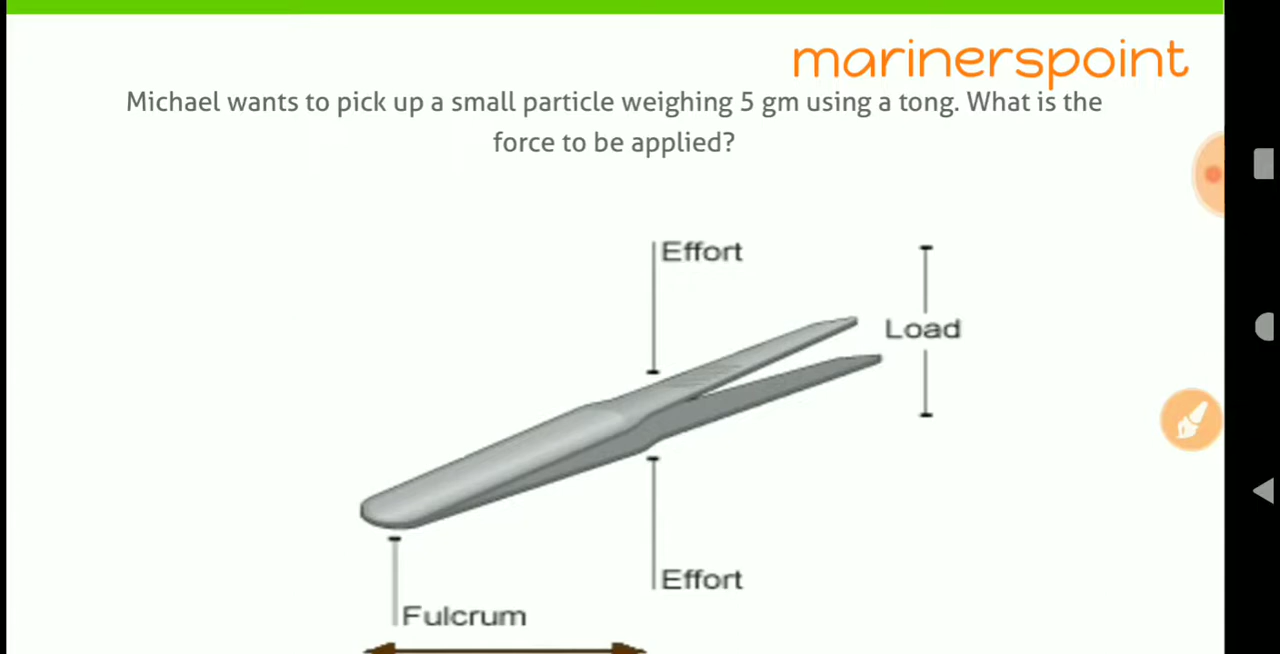 marinerspoint
Michael wants to pick up a small particle weighing 5 gm using a tong. What is the
force to be applied?
Effort
Load
Effort
Fulcrum